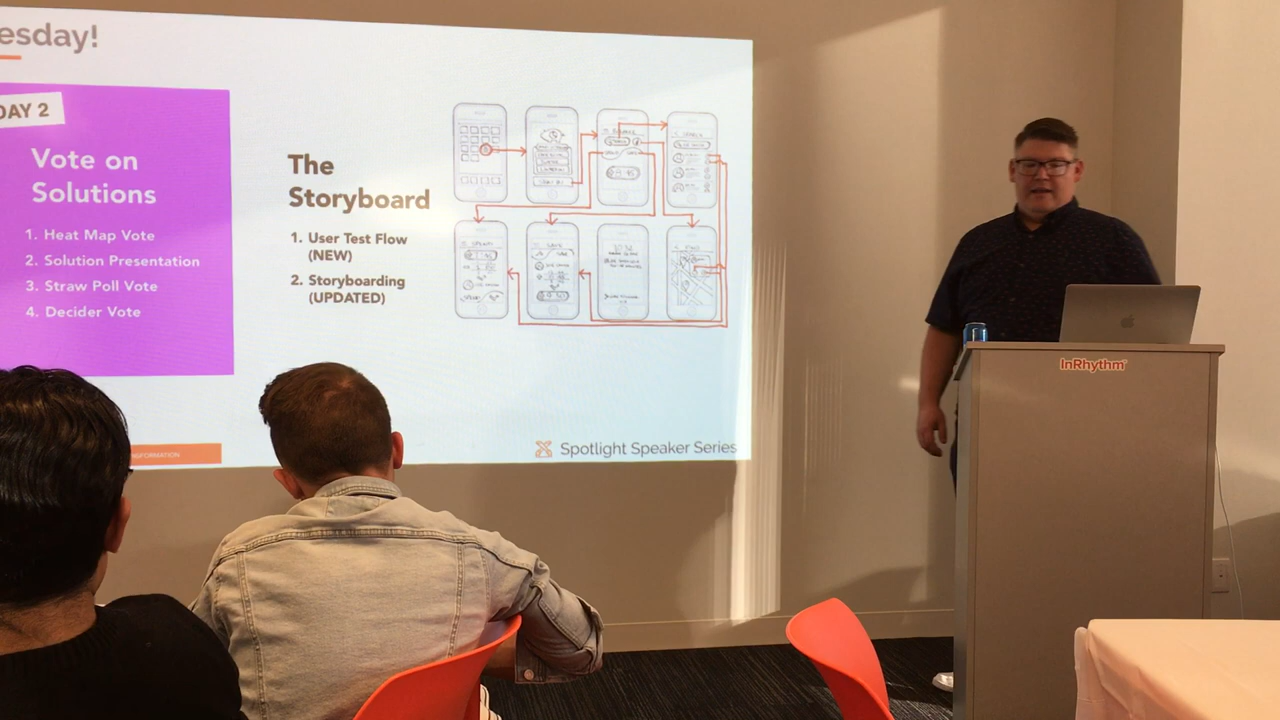 esday!
DAY 2
Vote on
Solutions
1. Heat Map Vote
2. Solution Presentation
3. Straw Poll Vote
4. Decider Vote
The
Storyboard
1. User Test Flow
(NEW)
2. Storyboarding
(UPDATED)
Spotlight Speaker Series
InRhythm